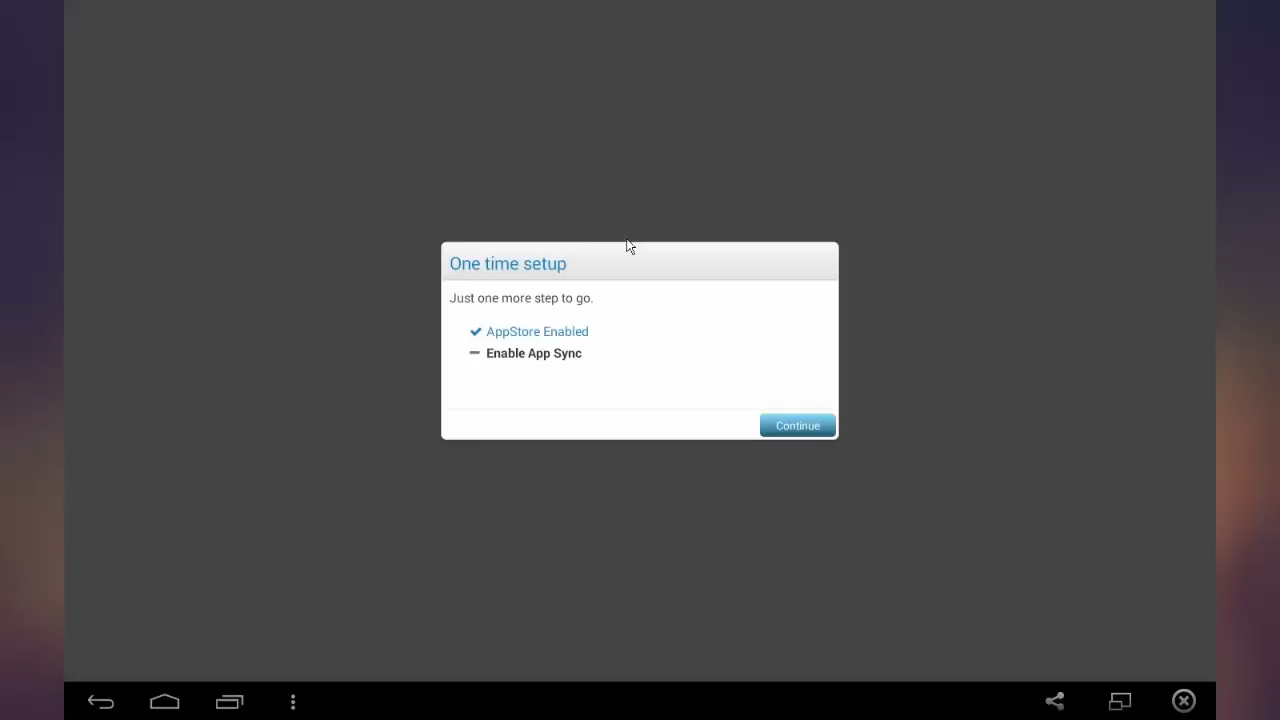 One time setup
Just one more step to go.
AppStore Enabled
Enable App Sync
Continue